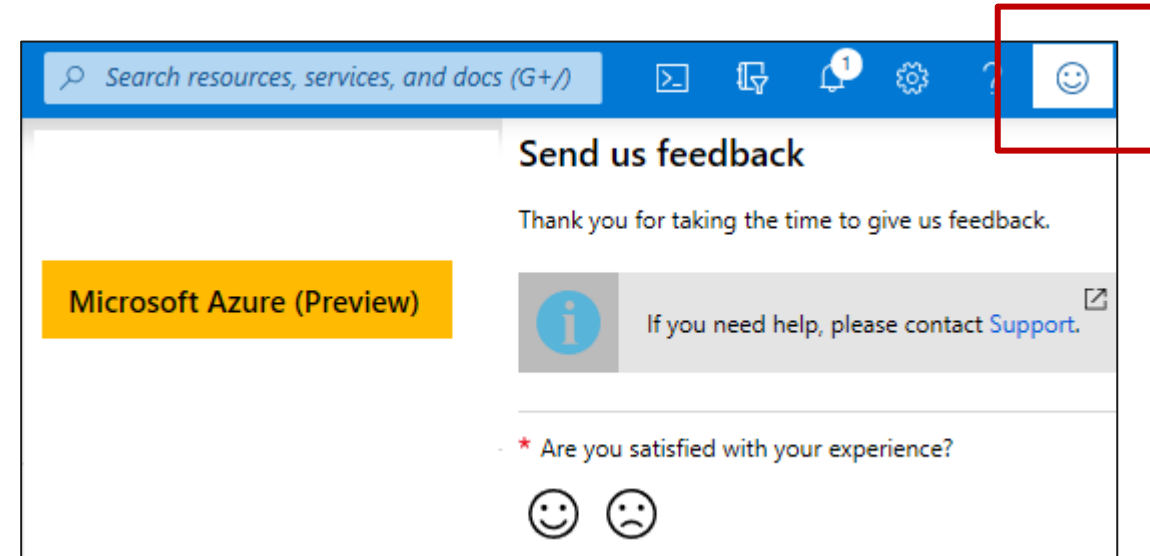 Search resources, services, and docs (G+/)
1
?
Send us feedback
Thank you for taking the time to give us feedback.
Microsoft Azure (Preview)
i
If you need help, please contact Support.
* Are you satisfied with your experience?